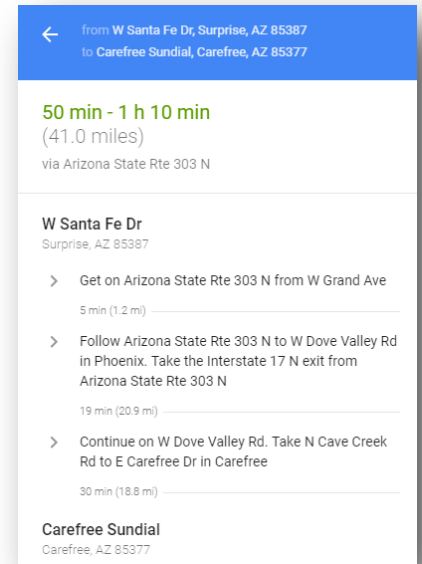 from W Santa Fe Dr, Surprise, AZ 85387
to Carefree Sundial, Carefree, AZ 85377
50 min - 1 h 10 min
(41.0 miles)
via Arizona State Rte 303 N
W Santa Fe Dr
Surprise, AZ 85387
Get on Arizona State Rte 303 N from W Grand Ave
5 min (1.2 mi)
Follow Arizona State Rte 303 N to W Dove Valley Rd
in Phoenix. Take the Interstate 17 N exit from
Arizona State Rte 303 N
19 min (20.9 mi)
Continue on W Dove Valley Rd. Take N Cave Creek
Rd to E Carefree Dr in Carefree
30 min (18.8 mi)
Carefree Sundial
Carefree, AZ 85377